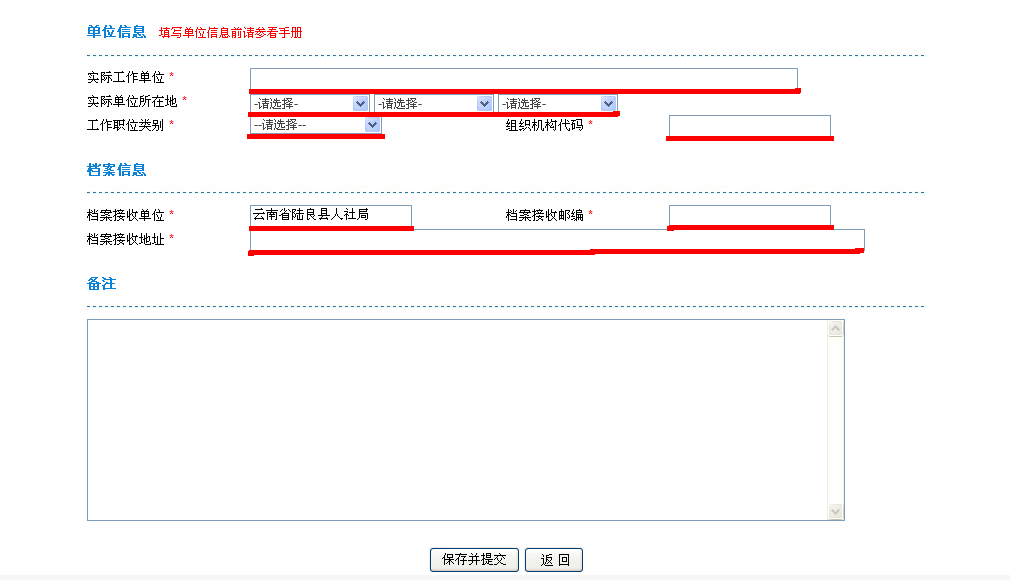 单位信息 填写单位信息前请参看手册
实际工作单位 *
实际单位所在地 * -请选择- -请选择- -请选择-
工作职位类别 * --请选择-- 组织机构代码 *
档案信息
档案接收单位 * 云南省陆良县人社局 档案接收邮编 *
档案接收地址 *
备注
保存并提交 返 回